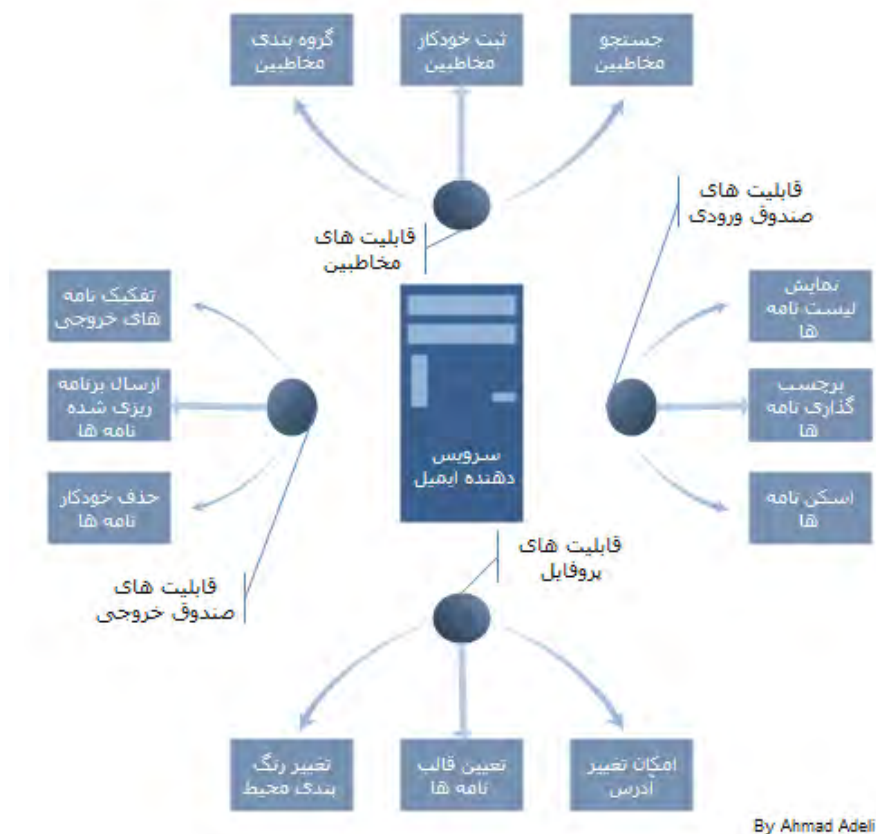 جستجو
مخاطبین
ثبت خودکار
مخاطبین
گروه بندی
مخاطبین
قابلیت های
صندوق ورودی
قابلیت های
مخاطبین
نمایش
لیست نامه
ها
برچسب
گذاری نامه
ها
اسکن نامه
ها
سرویس
دهنده ایمیل
تفکیک نامه
های خروجی
ارسال برنامه
ریزی شده
نامه ها
حذف خودکار
نامه ها
قابلیت های
پروفایل
قابلیت های
صندوق خروجی
امکان تغییر
آدرس
تعیین قالب
نامه ها
تغییر رنگ
بندی محیط
By Ahmad Adeli